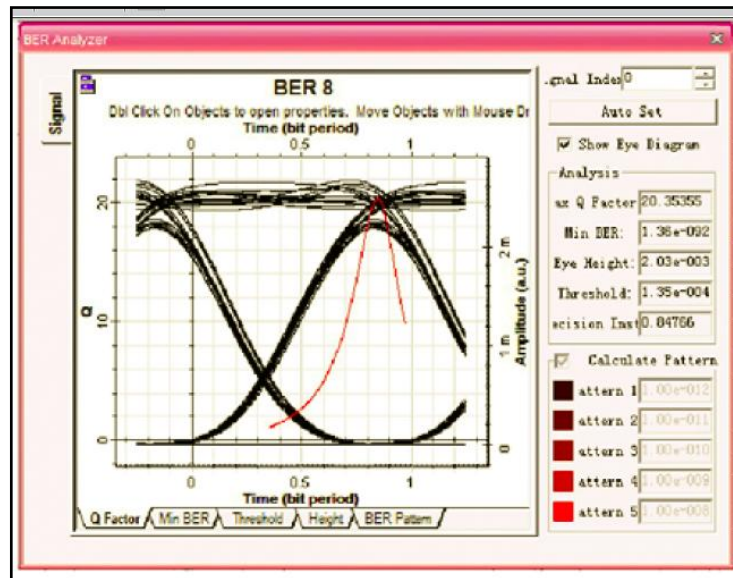 BER Analyzer
Signal
BER 8
Dbl Click On Objects to open properties. Move Objects with Mouse Dr
Time (bit period)
0 0.5 1
Q
0 10 20
Amplitude (a.u.)
0 1 m 2 m
0 0.5 1
Time (bit period)
Q Factor Min BER Threshold Height BER Pattern
gnal Index 0
Auto Set
Show Eye Diagram
Analysis
ax Q Factor 20.35355
Min BER: 1.36e-092
Eye Height: 2.03e-003
Threshold: 1.35e-004
ecision Inst 0.84766
Calculate Pattern
attern 1 1.00e-012
attern 2 1.00e-011
attern 3 1.00e-010
attern 4 1.00e-009
attern 5 1.00e-008